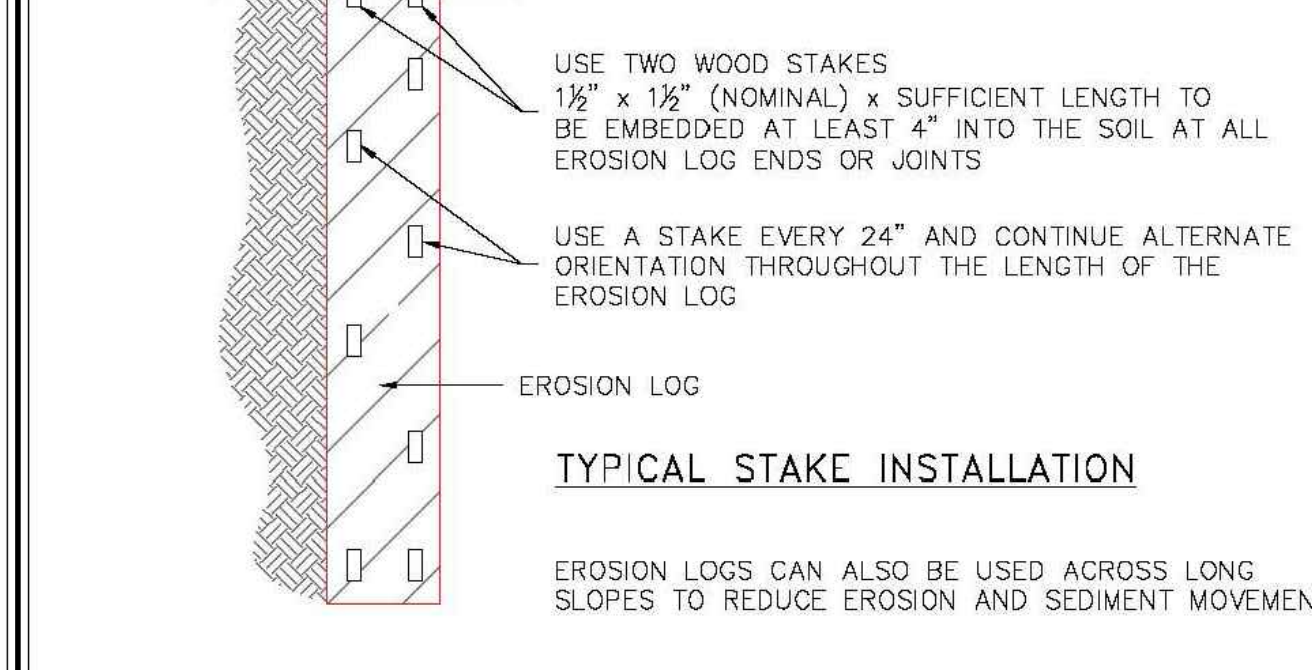 USE TWO WOOD STAKES
1½" x 1½" (NOMINAL) x SUFFICIENT LENGTH TO
BE EMBEDDED AT LEAST 4" INTO THE SOIL AT ALL
EROSION LOG ENDS OR JOINTS
USE A STAKE EVERY 24" AND CONTINUE ALTERNATE
ORIENTATION THROUGHOUT THE LENGTH OF THE
EROSION LOG
EROSION LOG
TYPICAL STAKE INSTALLATION
EROSION LOGS CAN ALSO BE USED ACROSS LONG
SLOPES TO REDUCE EROSION AND SEDIMENT MOVEMEN